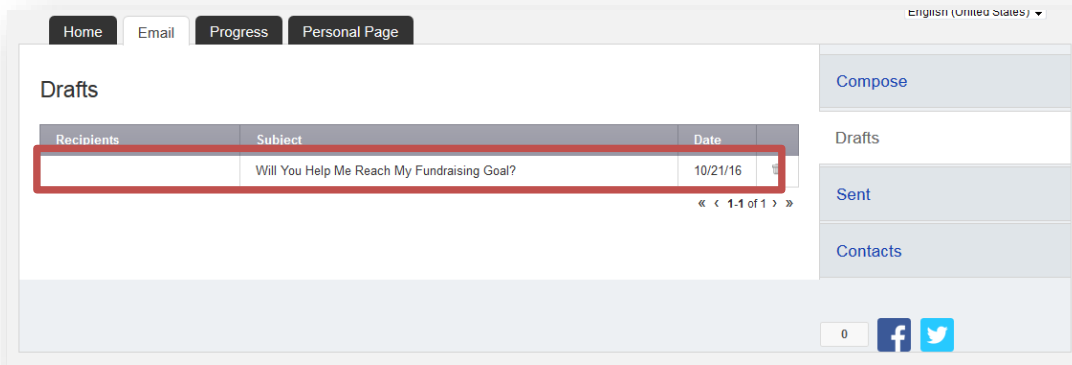 English (United States)
Home Email Progress Personal Page
Drafts
Recipients Subject Date
Will You Help Me Reach My Fundraising Goal? 10/21/16
« ‹ 1-1 of 1 › »
Compose
Drafts
Sent
Contacts
0